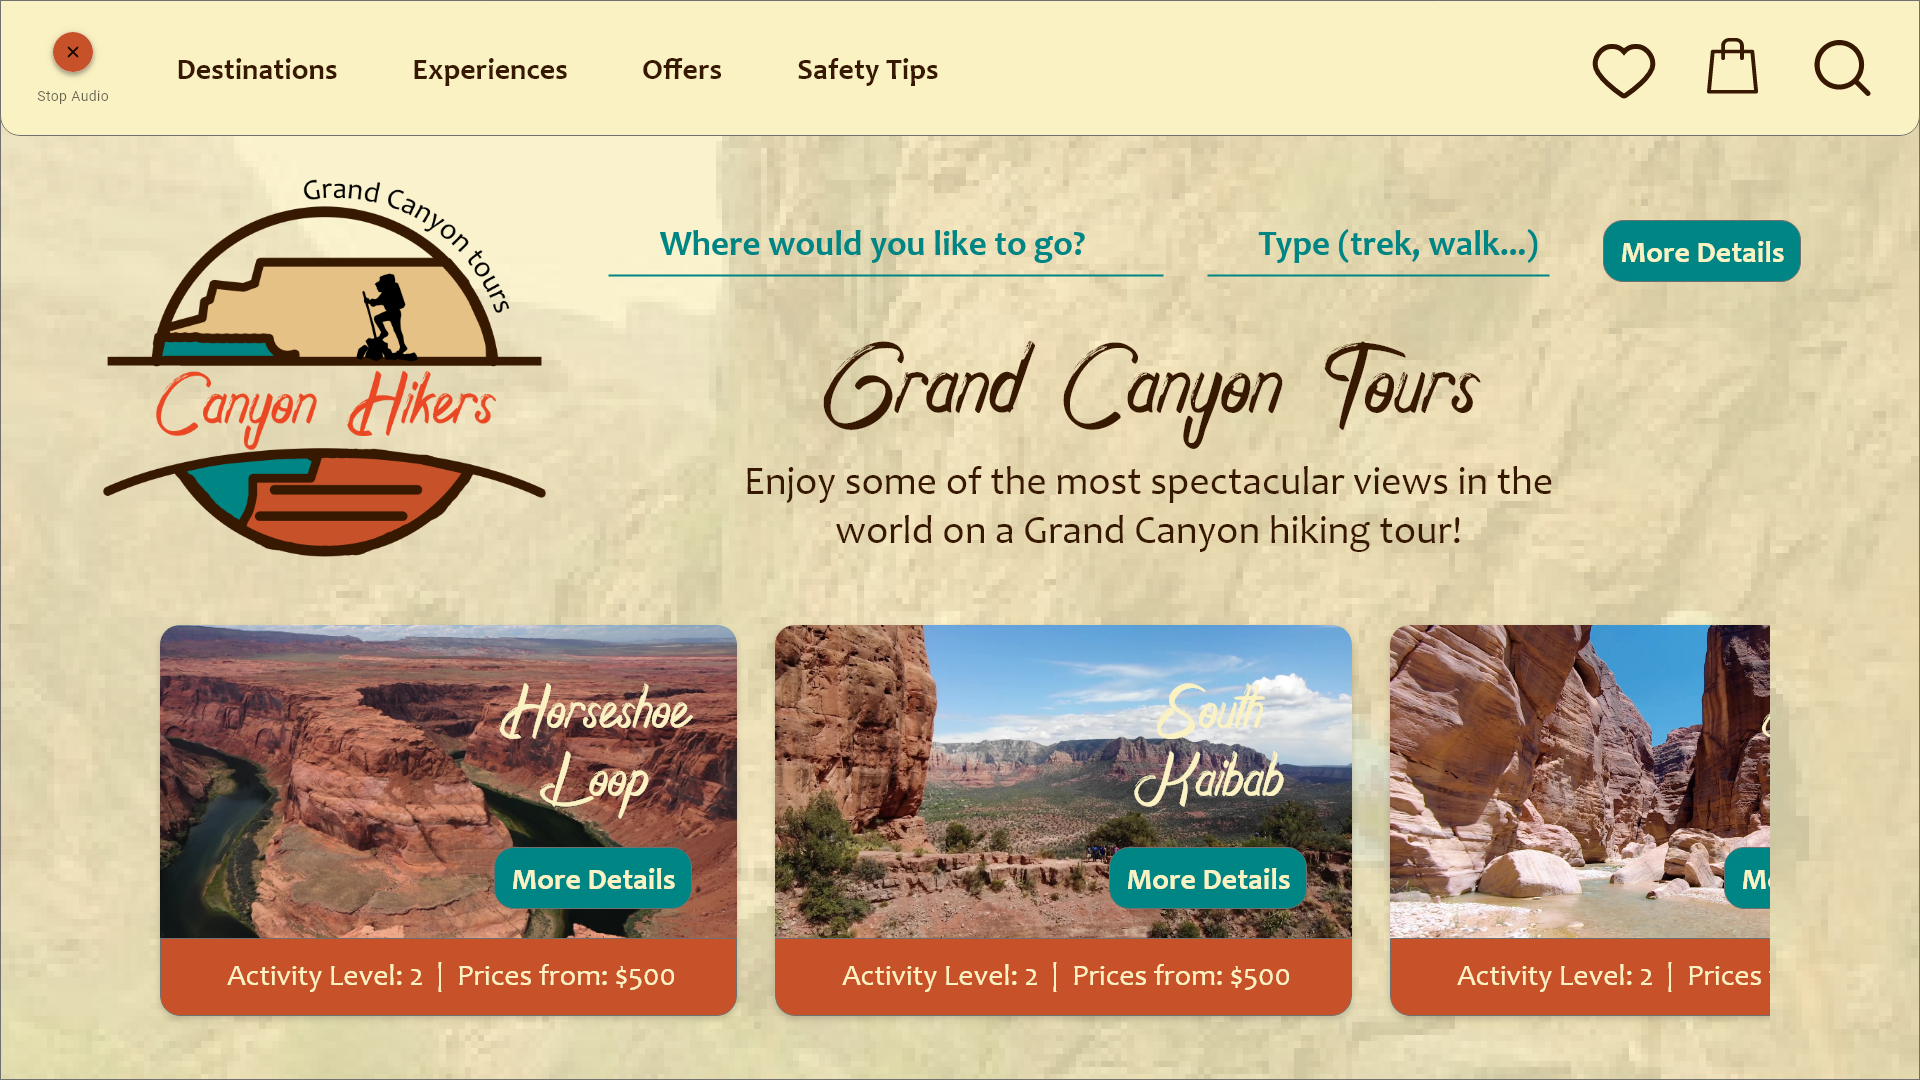 Destinations
Experiences
Offers
Safety Tips
Stop Audio
Grand Canyon tours
Canyon Hikers
Where would you like to go?
Type (trek, walk...)
More Details
Grand Canyon Tours
Enjoy some of the most spectacular views in the
world on a Grand Canyon hiking tour!
Horseshoe
Loop
More Details
Activity Level: 2 | Prices from: $500
South
Kaibab
More Details
Activity Level: 2 | Prices from: $500
Activity Level: 2 | Prices